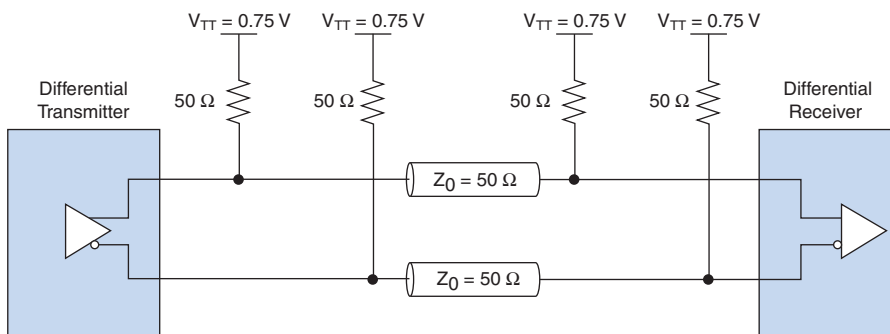 V_TT = 0.75 V V_TT = 0.75 V V_TT = 0.75 V V_TT = 0.75 V
Differential
Transmitter
50 Ω 50 Ω 50 Ω 50 Ω
Differential
Receiver
Z_0 = 50 Ω
Z_0 = 50 Ω